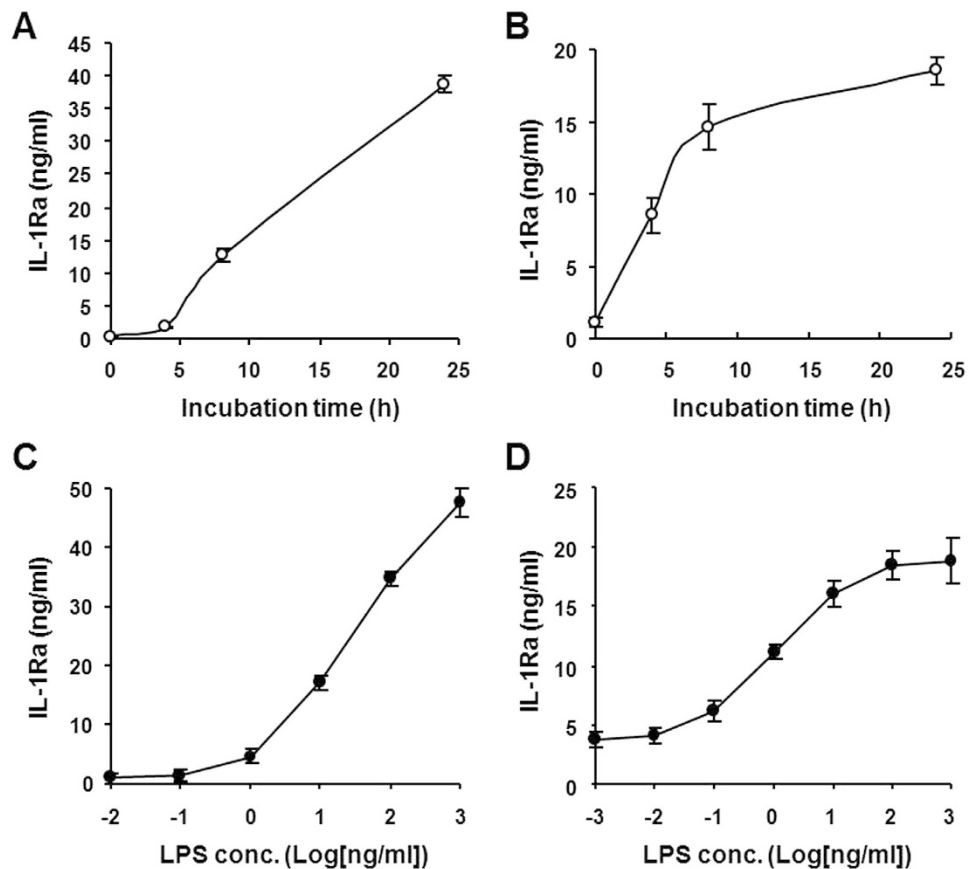 A
45
40
35
30
25
20
15
10
5
0
IL-1Ra (ng/ml)
0 5 10 15 20 25
Incubation time (h)
B
20
15
10
5
0
IL-1Ra (ng/ml)
0 5 10 15 20 25
Incubation time (h)
C
50
40
30
20
10
0
IL-1Ra (ng/ml)
-2 -1 0 1 2 3
LPS conc. (Log[ng/ml])
D
25
20
15
10
5
0
IL-1Ra (ng/ml)
-3 -2 -1 0 1 2 3
LPS conc. (Log[ng/ml])